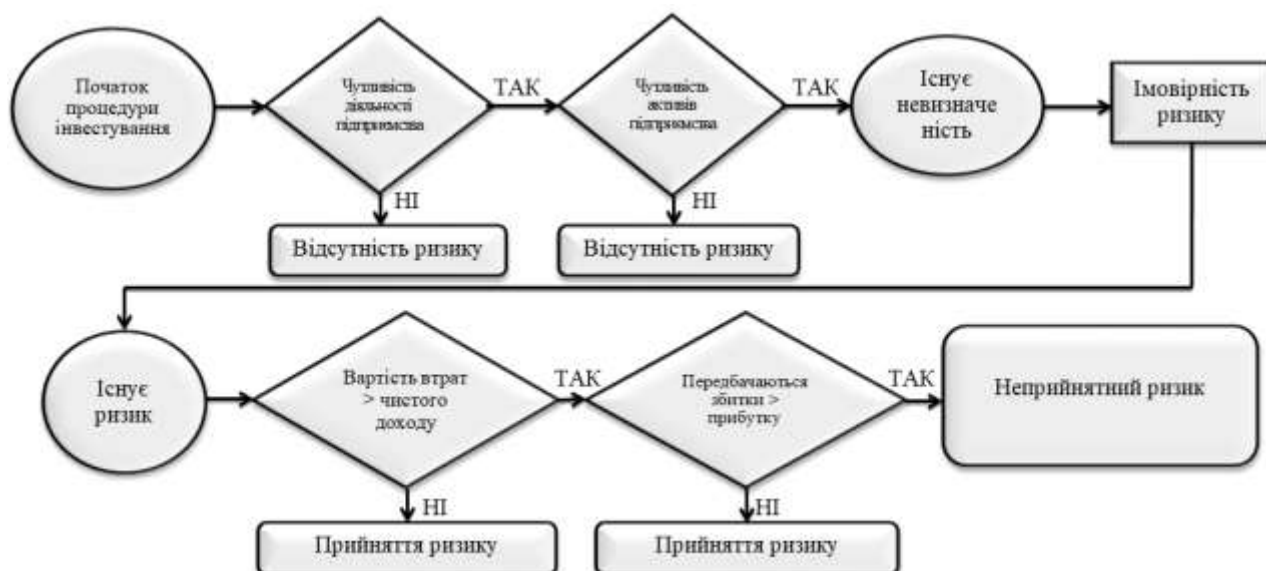 Початок
процедури
інвестування
Чутливість
діяльності
підприємства
ТАК
Чутливість
активів
підприємства
ТАК
Існує
невизначе
ність
Імовірність
ризику
НІ
НІ
Відсутність ризику
Відсутність ризику
Існує
ризик
Вартість втрат
> чистого
доходу
ТАК
Передбачаються
збитки >
прибутку
ТАК
Неприйнятний ризик
НІ
НІ
Прийняття ризику
Прийняття ризику